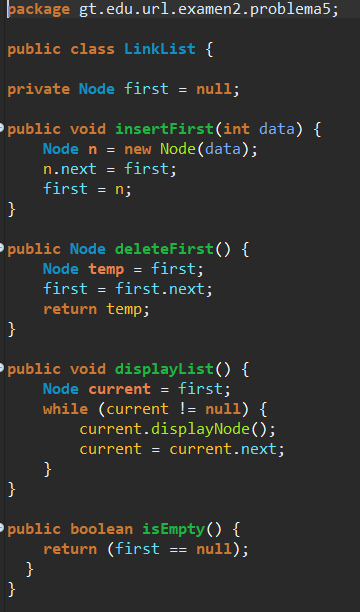 package gt.edu.url.examen2.problema5;
public class LinkList {
private Node first = null;
public void insertFirst(int data) {
Node n = new Node(data);
n.next = first;
first = n;
}
public Node deleteFirst() {
Node temp = first;
first = first.next;
return temp;
}
public void displayList() {
Node current = first;
while (current != null) {
current.displayNode();
current = current.next;
}
}
public boolean isEmpty() {
return (first == null);
}
}